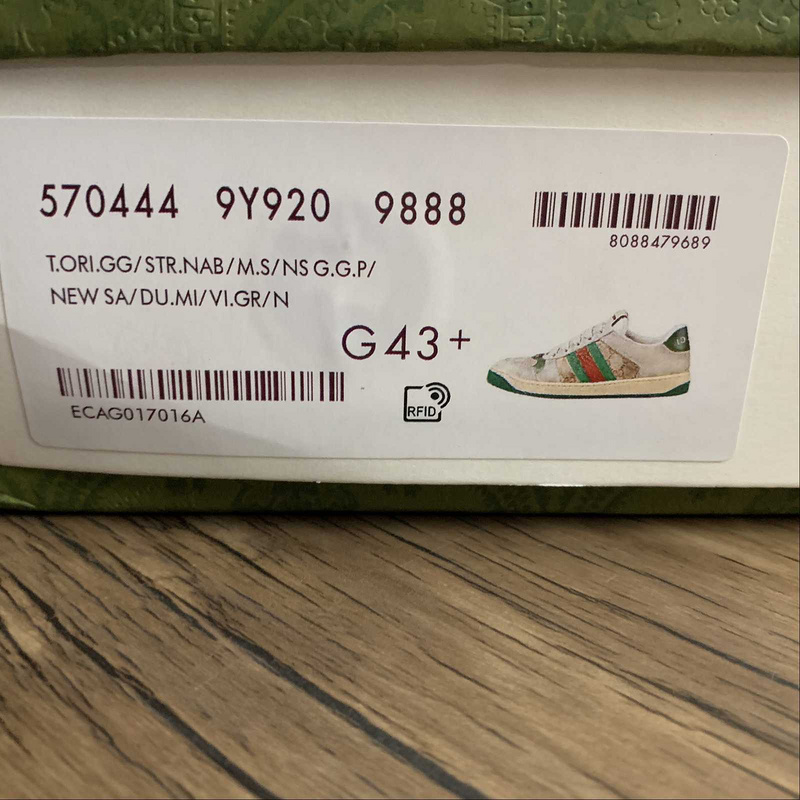 570444 9Y920 9888
8088479689
T.ORI.GG/STR.NAB/M.S/NS G.G.P/
NEW SA/DU.MI/VI.GR/N
G43+
ECAG017016A
RFID